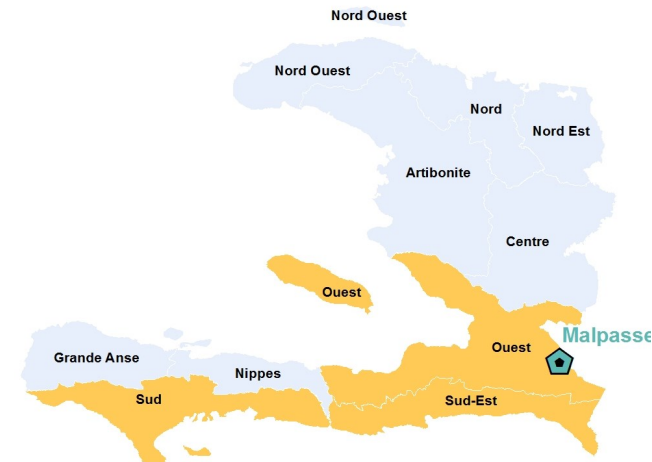 Nord Ouest
Nord Ouest
Nord
Nord Est
Artibonite
Centre
Ouest
Malpasse
Ouest
Grande Anse
Nippes
Sud
Sud-Est